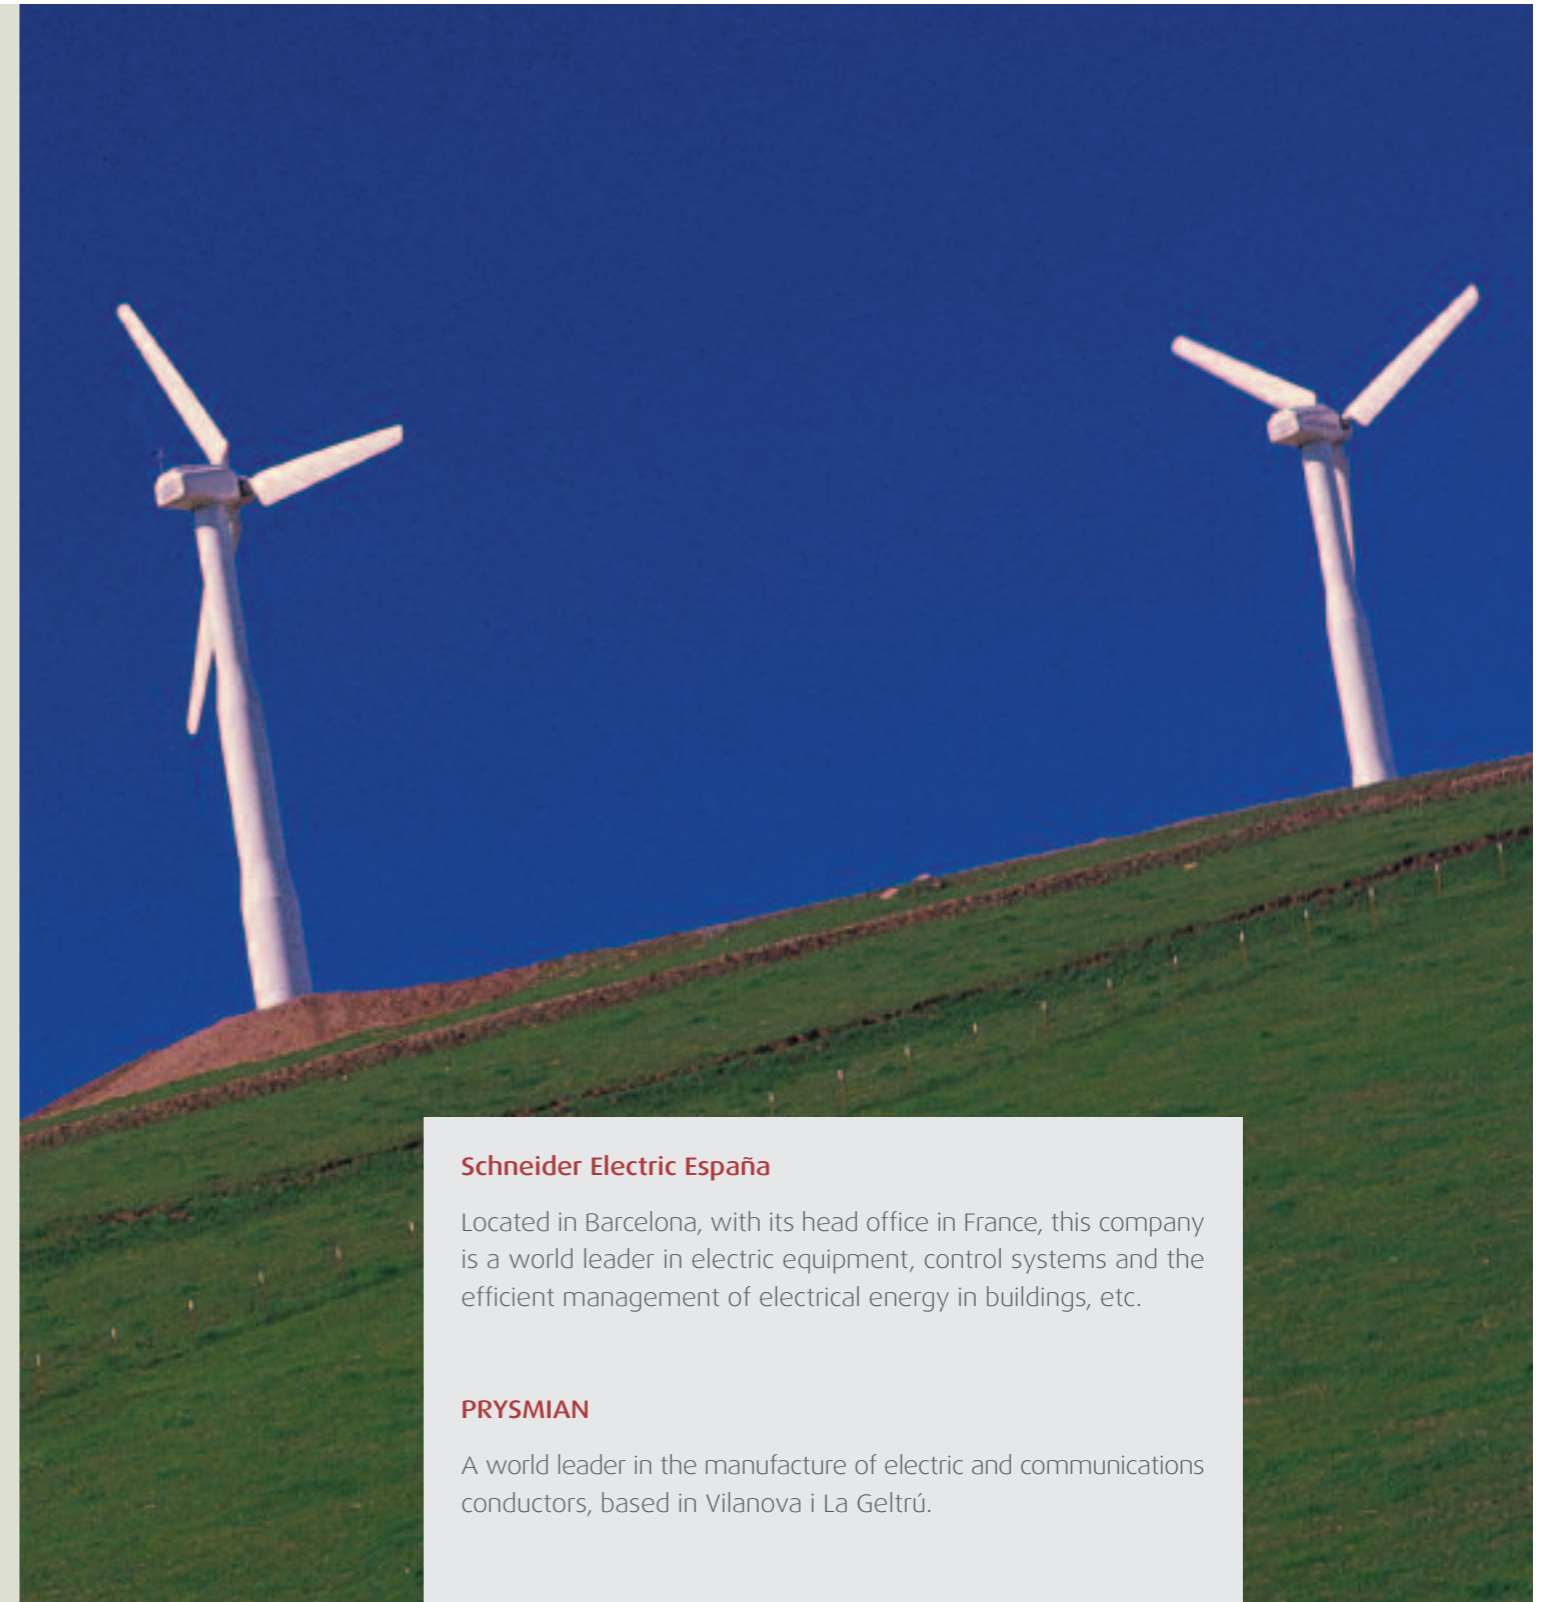 Schneider Electric España
Located in Barcelona, with its head office in France, this company
is a world leader in electric equipment, control systems and the
efficient management of electrical energy in buildings, etc.
PRYSMIAN
A world leader in the manufacture of electric and communications
conductors, based in Vilanova i La Geltrú.